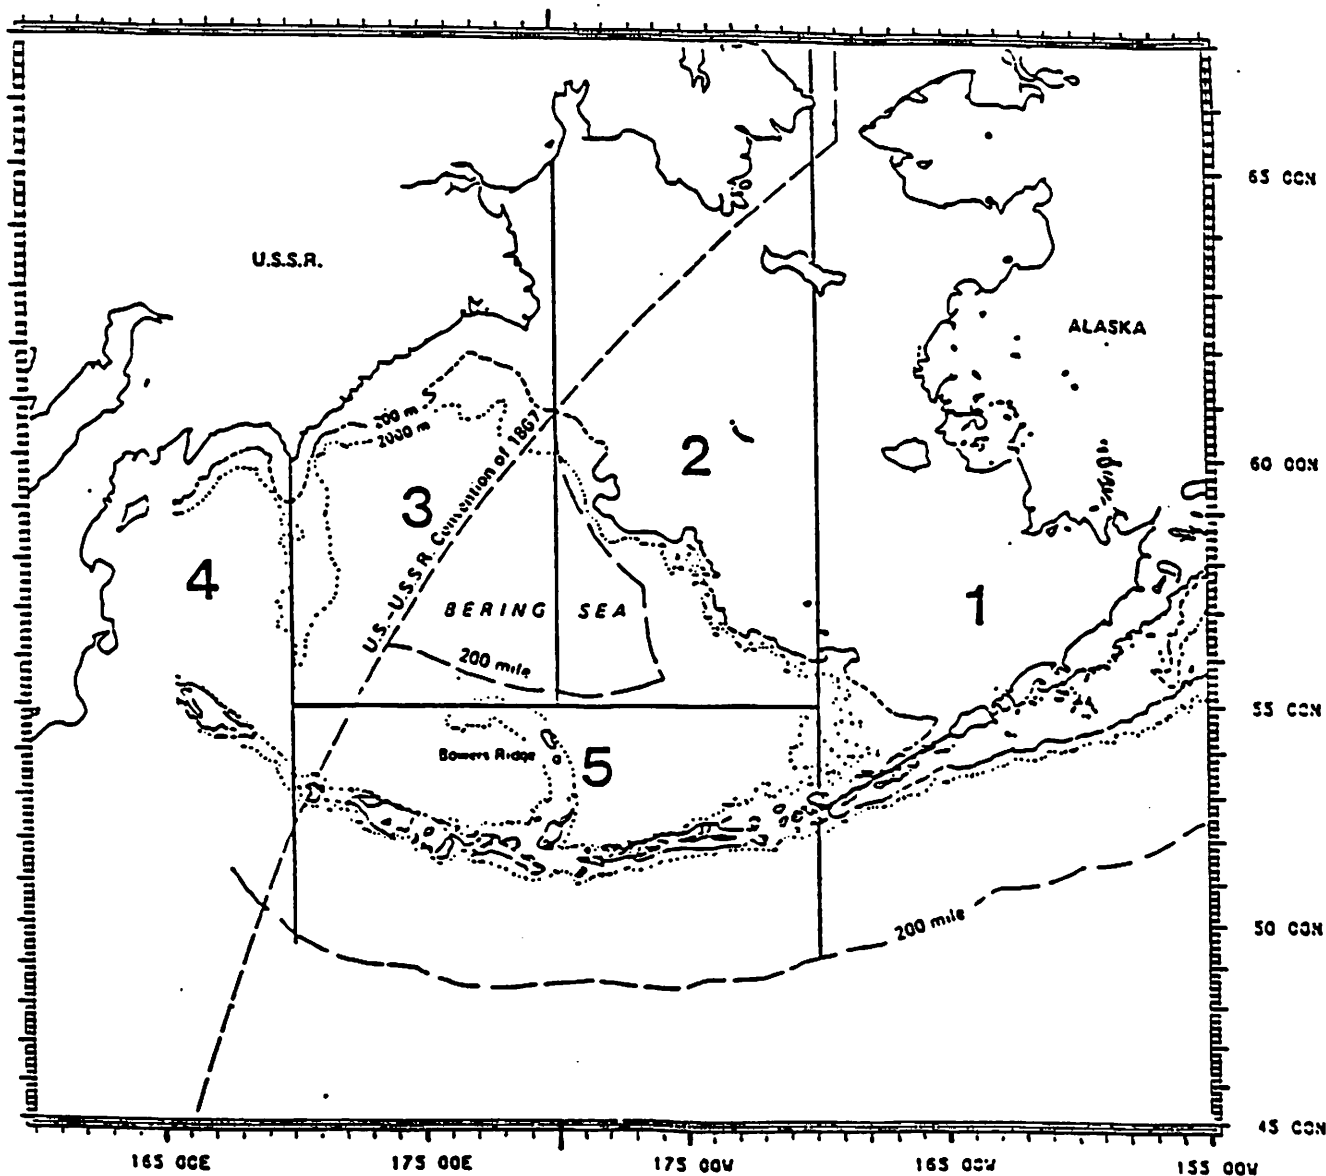 65 00N
U.S.S.R.
ALASKA
200 m
2000 m
2
60 00N
3
U.S.-U.S.S.R. Convention of 1867
4
BERING SEA
1
200 mile
55 00N
Bowers Ridge
5
200 mile
50 00N
45 00N
165 00E
175 00E
175 00W
165 00W
155 00W